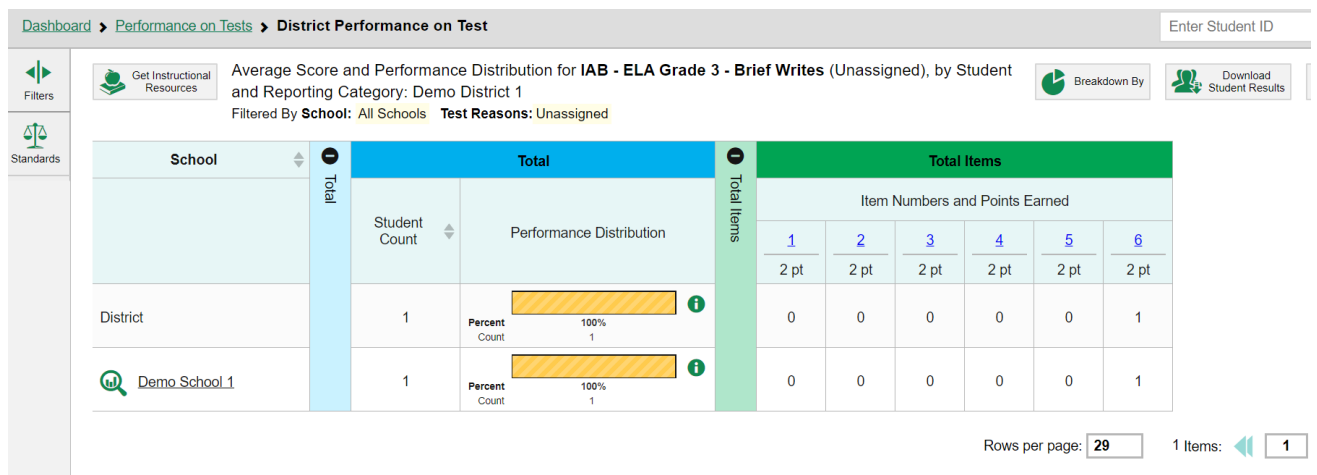 Dashboard > Performance on Tests > District Performance on Test
Enter Student ID
Filters
Standards
Get Instructional
Resources
Average Score and Performance Distribution for IAB - ELA Grade 3 - Brief Writes (Unassigned), by Student
and Reporting Category: Demo District 1
Filtered By School: All Schools Test Reasons: Unassigned
Breakdown By
Download
Student Results
School
Total
Total
Total Items
Total Items
Student
Count
Performance Distribution
Item Numbers and Points Earned
1 2 3 4 5 6
2 pt 2 pt 2 pt 2 pt 2 pt 2 pt
District 1 0 0 0 0 0 1
Percent 100%
Count 1
Demo School 1 1 0 0 0 0 0 1
Percent 100%
Count 1
Rows per page: 29 1 Items: 1